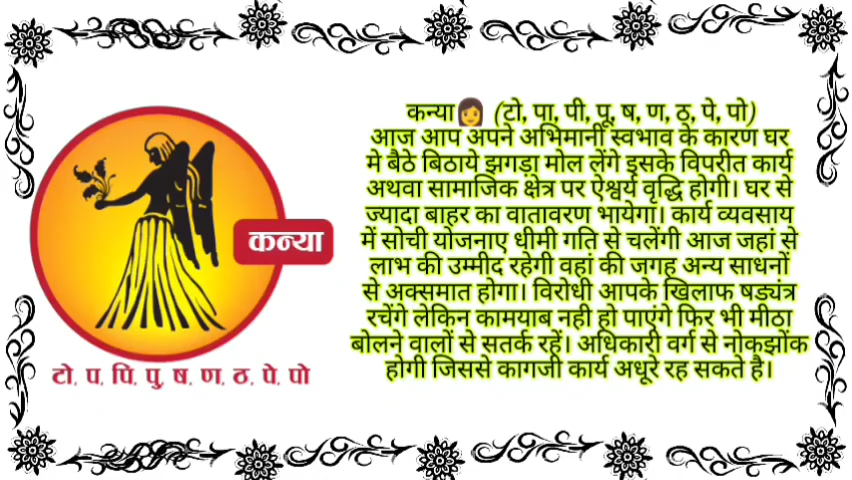 कन्या
टो, प, पि, पु, ष, ण, ठ, पे, पो
कन्या👩 (टो, पा, पी, पू, ष, ण, ठ, पे, पो)
आज आप अपने अभिमानी स्वभाव के कारण घर
मे बैठे बिठाये झगड़ा मोल लेंगे इसके विपरीत कार्य
अथवा सामाजिक क्षेत्र पर ऐश्वर्य वृद्धि होगी। घर से
ज्यादा बाहर का वातावरण भायेगा। कार्य व्यवसाय
में सोची योजनाए धीमी गति से चलेंगी आज जहां से
लाभ की उम्मीद रहेगी वहां की जगह अन्य साधनों
से अक्समात होगा। विरोधी आपके खिलाफ षड्यंत्र
रचेंगे लेकिन कामयाब नही हो पाएंगे फिर भी मीठा
बोलने वालों से सतर्क रहें। अधिकारी वर्ग से नोकझोंक
होगी जिससे कागजी कार्य अधूरे रह सकते है।